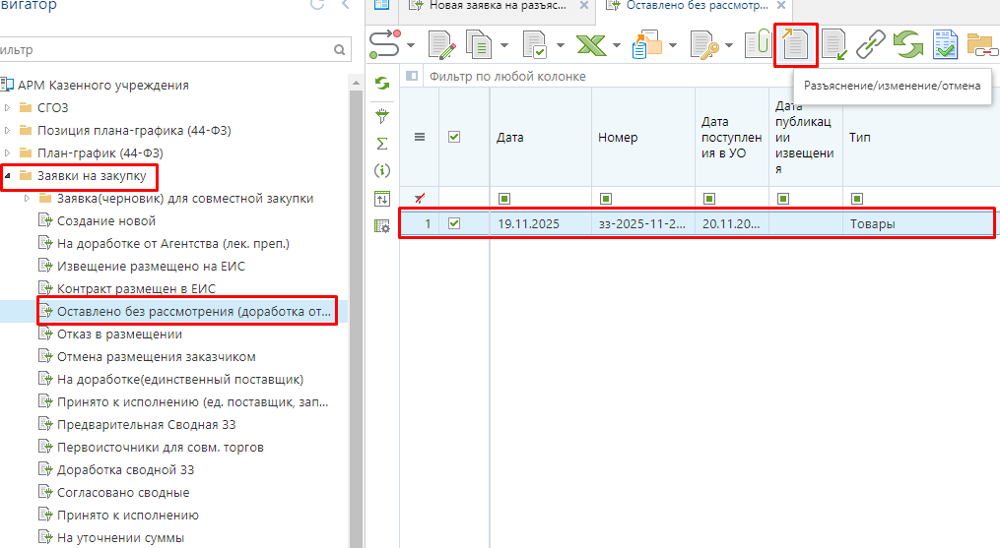 вигатор
ильтр
АРМ Казенного учреждения
СГОЗ
Позиция плана-графика (44-ФЗ)
План-график (44-ФЗ)
Заявки на закупку
Заявка(черновик) для совместной закупки
Создание новой
На доработке от Агентства (лек. преп.)
Извещение размещено на ЕИС
Контракт размещен в ЕИС
Оставлено без рассмотрения (доработка от...
Отказ в размещении
Отмена размещения заказчиком
На доработке(единственный поставщик)
Принято к исполнению (ед. поставщик, зап...
Предварительная Сводная ЗЗ
Первоисточники для совм. торгов
Доработка сводной ЗЗ
Согласовано сводные
Принято к исполнению
На уточнении суммы
Новая заявка на разъяс...
Оставлено без рассмотр...
Разъяснение/изменение/отмена
Фильтр по любой колонке
Дата
Номер
Дата
поступлен
ия в УО
Дата
публикац
ии
извещени
я
Тип
1
19.11.2025
зз-2025-11-2...
20.11.20...
Товары